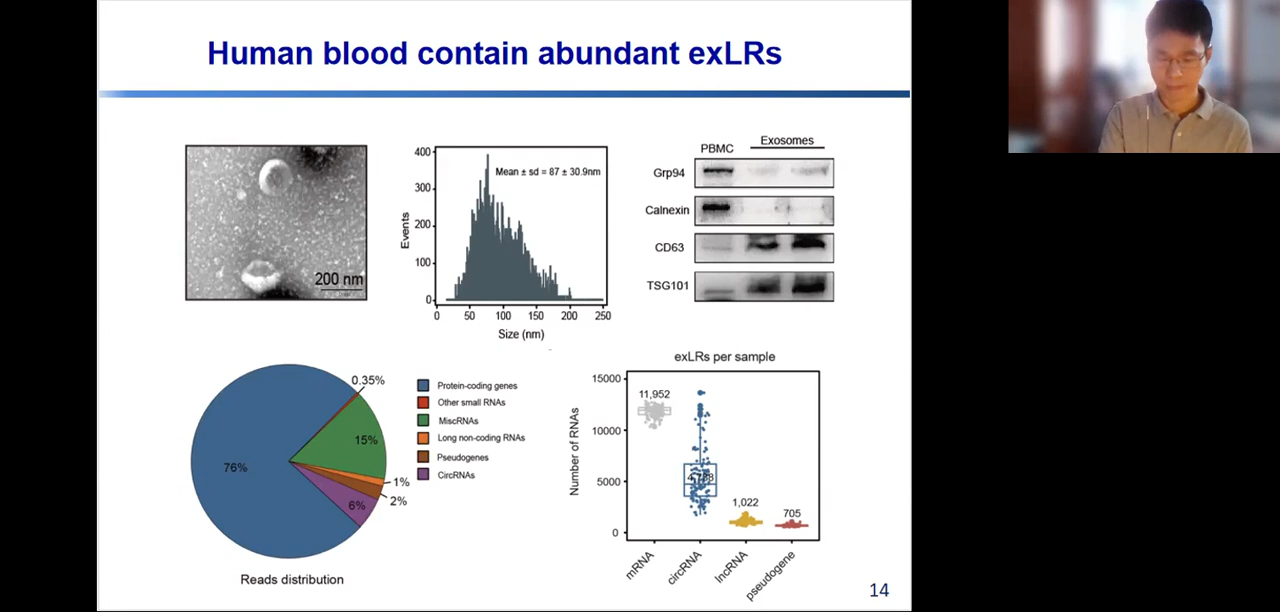 Human blood contain abundant exLRs
200 nm
400
300
200
100
0
Events
Mean ± sd = 87 ± 30.9nm
0 50 100 150 200 250
Size (nm)
PBMC Exosomes
Grp94
Calnexin
CD63
TSG101
0.35%
15%
1%
2%
6%
76%
Reads distribution
Protein-coding genes
Other small RNAs
MiscRNAs
Long non-coding RNAs
Pseudogenes
CircRNAs
exLRs per sample
15000
10000
5000
0
Number of RNAs
11,952
1,022
705
mRNA
circRNA
lncRNA
pseudogene
14